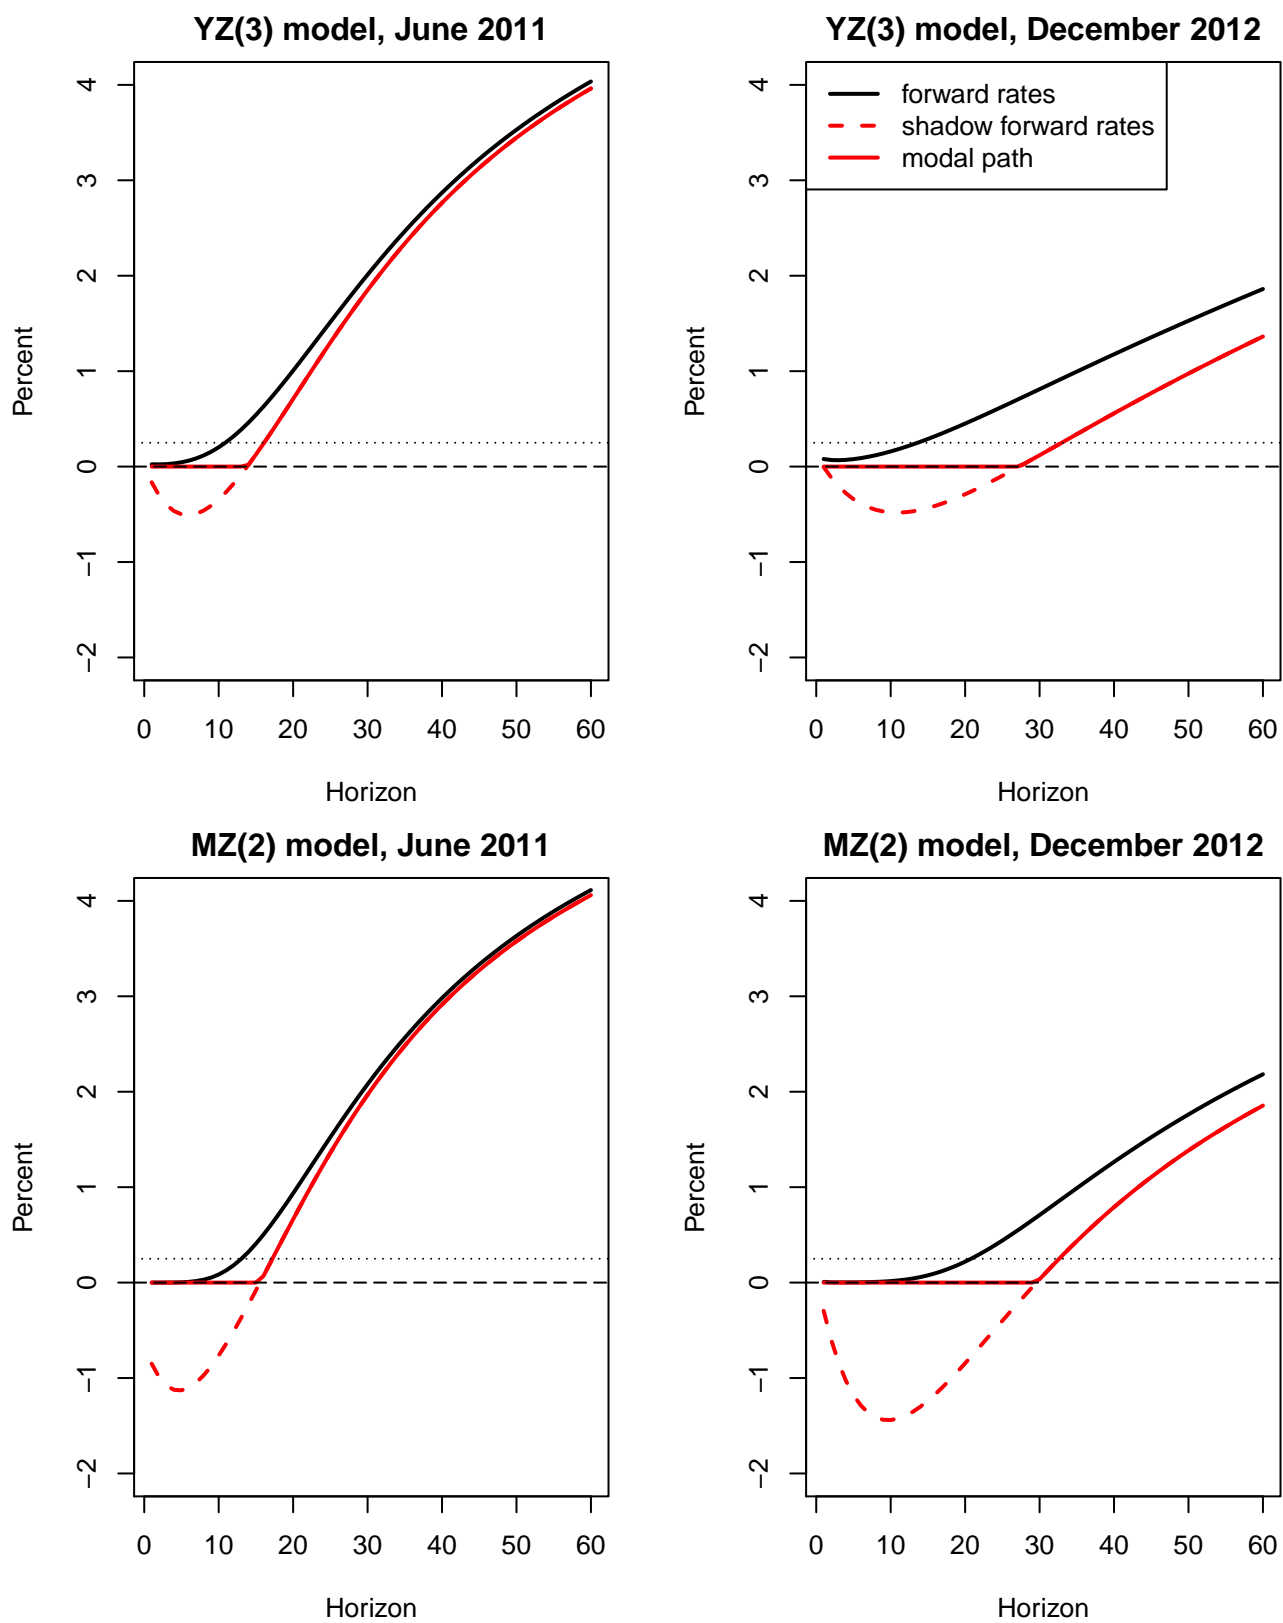 YZ(3) model, June 2011
Percent
4
3
2
1
0
−1
−2
0 10 20 30 40 50 60
Horizon
YZ(3) model, December 2012
forward rates
shadow forward rates
modal path
Percent
4
3
2
1
0
−1
−2
0 10 20 30 40 50 60
Horizon
MZ(2) model, June 2011
Percent
4
3
2
1
0
−1
−2
0 10 20 30 40 50 60
Horizon
MZ(2) model, December 2012
Percent
4
3
2
1
0
−1
−2
0 10 20 30 40 50 60
Horizon